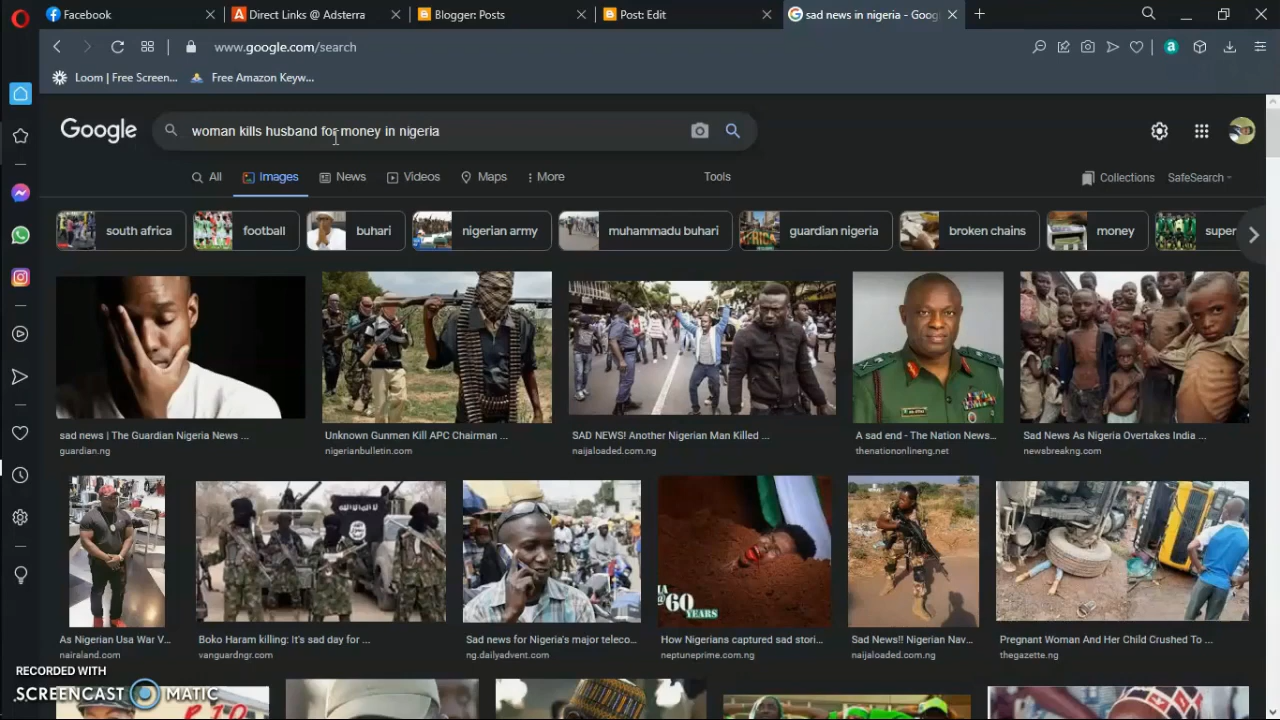 Facebook
Direct Links @ Adsterra
Blogger: Posts
Post: Edit
sad news in nigeria - Goog
www.google.com/search
Loom | Free Screen...
Free Amazon Keyw...
Google
woman kills husband for money in nigeria
All
Images
News
Videos
Maps
More
Tools
Collections
SafeSearch
south africa
football
buhari
nigerian army
muhammadu buhari
guardian nigeria
broken chains
money
super
sad news | The Guardian Nigeria News ...
guardian.ng
Unknown Gunmen Kill APC Chairman ...
nigerianbulletin.com
SAD NEWS! Another Nigerian Man Killed ...
naijaloaded.com.ng
A sad end - The Nation News...
thenationonlineng.net
Sad News As Nigeria Overtakes India ...
newsbreakng.com
60
YEARS
As Nigerian Usa War V...
nairaland.com
Boko Haram killing: It's sad day for ...
vanguardngr.com
Sad news for Nigeria's major teleco...
ng.dailyadvent.com
How Nigerians captured sad stori...
neptuneprime.com.ng
Sad News!! Nigerian Nav...
naijaloaded.com.ng
Pregnant Woman And Her Child Crushed To ...
thegazette.ng
RECORDED WITH
SCREENCAST MATIC